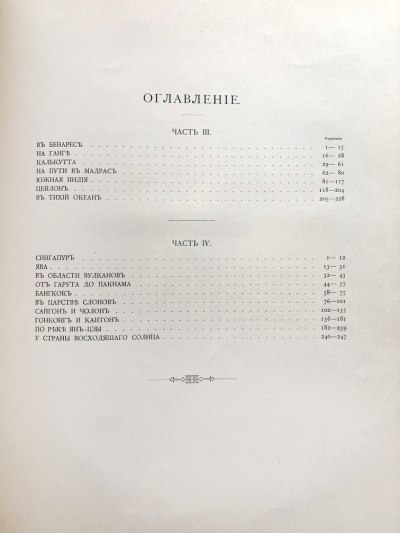 ОГЛАВЛЕНІЕ.
ЧАСТЬ III.
Страницы
ВЪ БЕНАРЕСѢ 1— 15
НА ГАНГѢ 16— 28
КАЛЬКУТТА 29— 61
НА ПУТИ ВЪ МАДРАСЪ 62— 80
ЮЖНАЯ ИНДІЯ 81—117
ЦЕЙЛОНЪ 118—204
ВЪ ТИХІЙ ОКЕАНЪ 205—228
ЧАСТЬ IV.
СИНГАПУРЪ 1— 12
ЯВА 13— 31
ВЪ ОБЛАСТИ ВУЛКАНОВЪ 32— 43
ОТЪ ГАРУТА ДО ПАКНАМА 44— 57
БАНГКОКЪ 58— 75
ВЪ ЦАРСТВѢ СЛОНОВЪ 76—101
САЙГОНЪ И ЧОЛОНЪ 102—135
ГОНКОНГЪ И КАНТОНЪ 136—181
ПО РѢКѢ ЯНЪ-ЦЗЫ 182—239
У СТРАНЫ ВОСХОДЯЩАГО СОЛНЦА 240—247